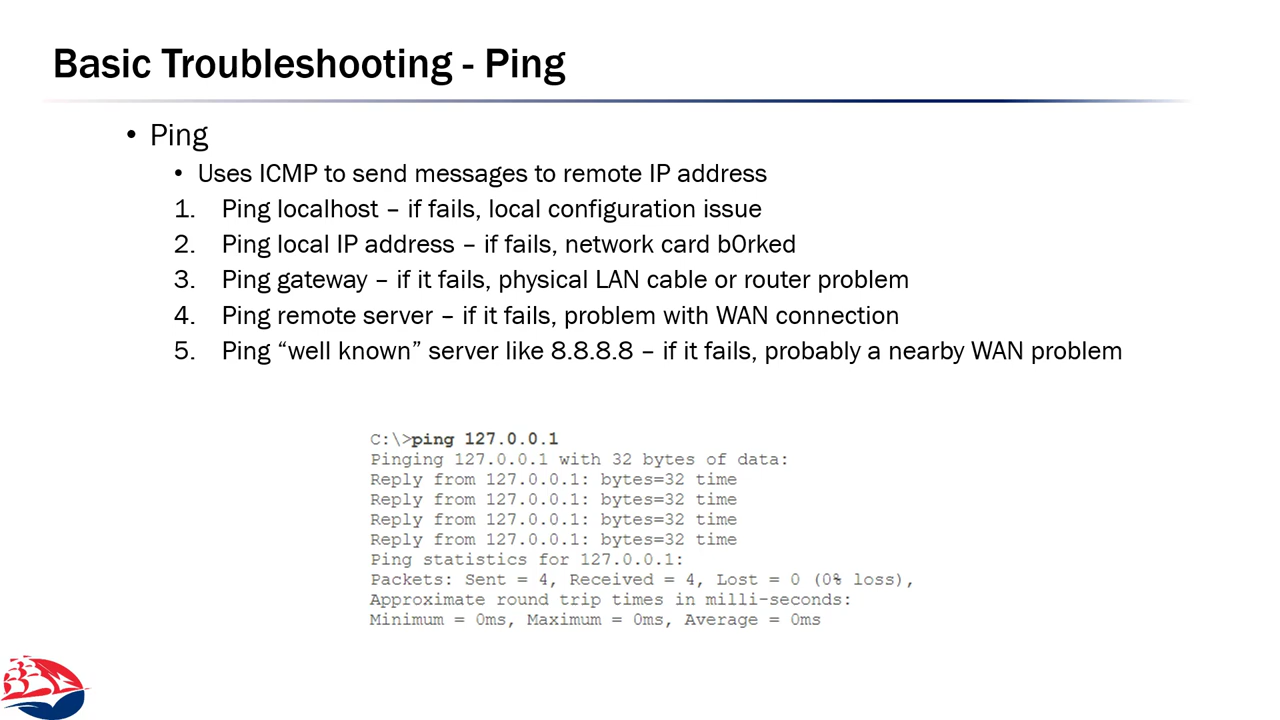 Basic Troubleshooting - Ping
• Ping
• Uses ICMP to send messages to remote IP address
1. Ping localhost – if fails, local configuration issue
2. Ping local IP address – if fails, network card b0rked
3. Ping gateway – if it fails, physical LAN cable or router problem
4. Ping remote server – if it fails, problem with WAN connection
5. Ping “well known” server like 8.8.8.8 – if it fails, probably a nearby WAN problem
C:\>ping 127.0.0.1
Pinging 127.0.0.1 with 32 bytes of data:
Reply from 127.0.0.1: bytes=32 time
Reply from 127.0.0.1: bytes=32 time
Reply from 127.0.0.1: bytes=32 time
Reply from 127.0.0.1: bytes=32 time
Ping statistics for 127.0.0.1:
Packets: Sent = 4, Received = 4, Lost = 0 (0% loss),
Approximate round trip times in milli-seconds:
Minimum = 0ms, Maximum = 0ms, Average = 0ms